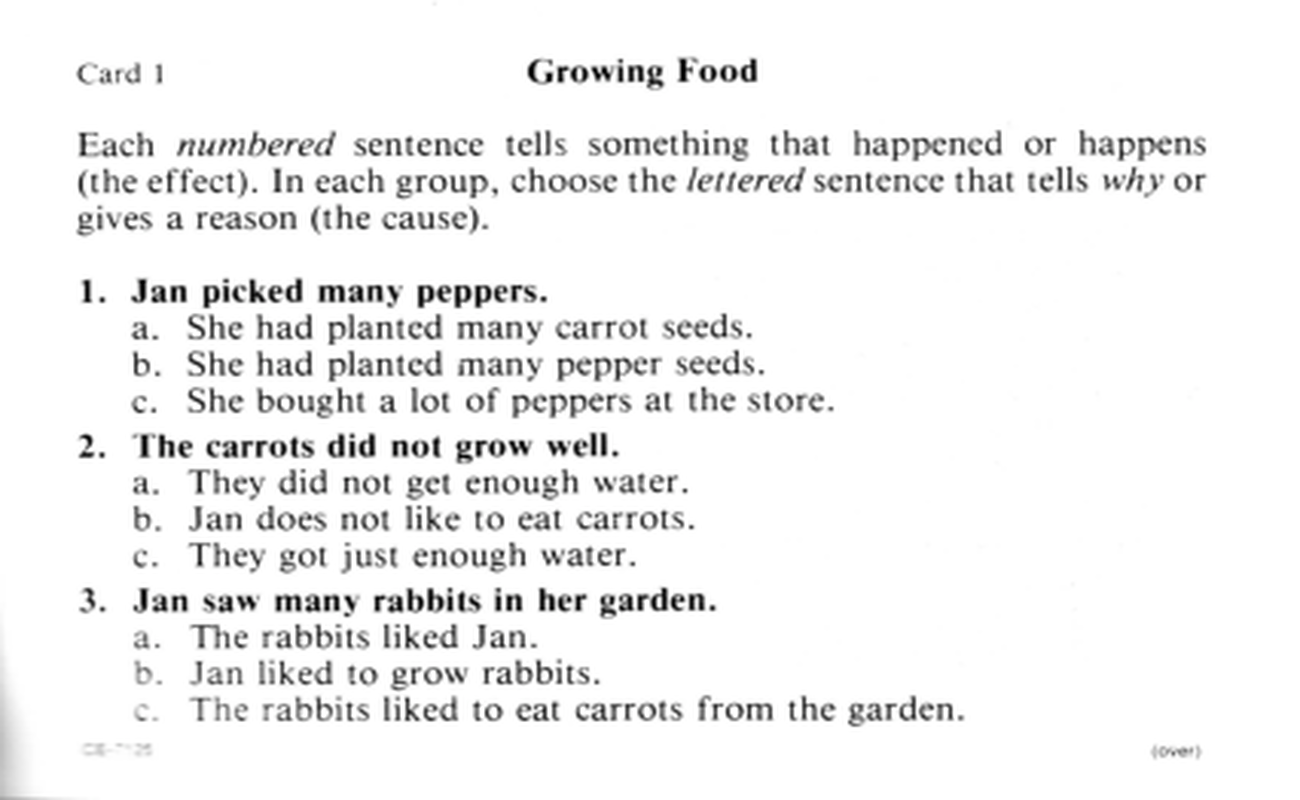 Card 1 Growing Food
Each numbered sentence tells something that happened or happens
(the effect). In each group, choose the lettered sentence that tells why or
gives a reason (the cause).
1. Jan picked many peppers.
a. She had planted many carrot seeds.
b. She had planted many pepper seeds.
c. She bought a lot of peppers at the store.
2. The carrots did not grow well.
a. They did not get enough water.
b. Jan does not like to eat carrots.
c. They got just enough water.
3. Jan saw many rabbits in her garden.
a. The rabbits liked Jan.
b. Jan liked to grow rabbits.
c. The rabbits liked to eat carrots from the garden.
(over)